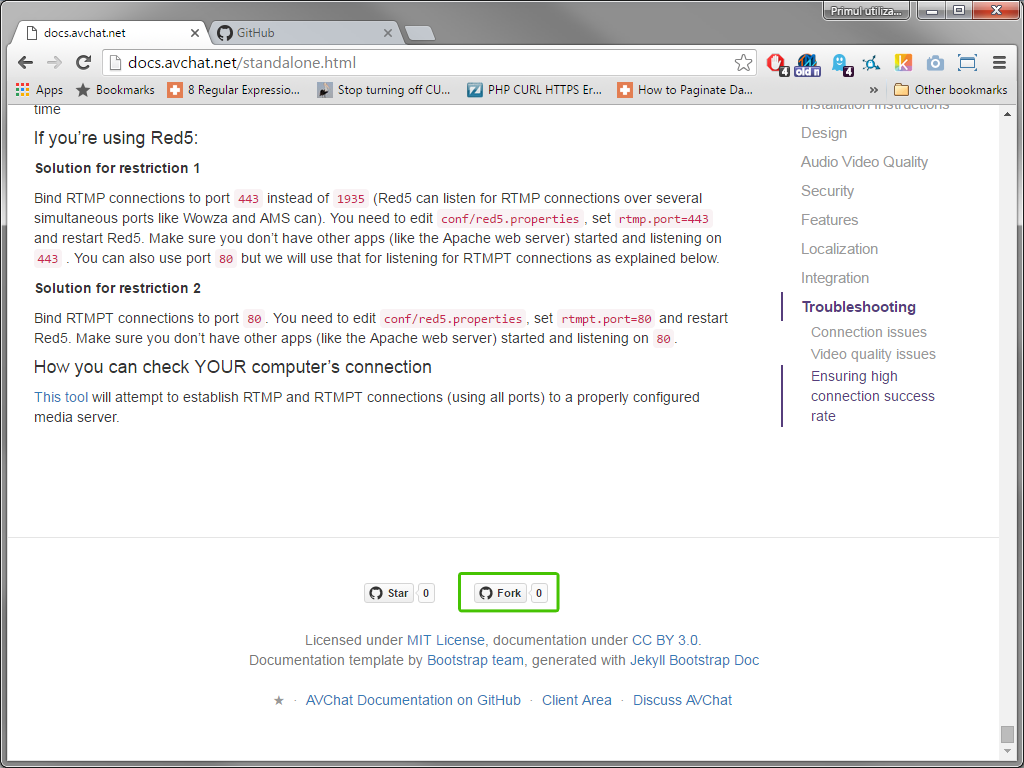 Primul utiliza...
docs.avchat.net
GitHub
docs.avchat.net/standalone.html
4
old n
4
K
Apps
Bookmarks
8 Regular Expressio...
Stop turning off CU...
PHP CURL HTTPS Er...
How to Paginate Da...
»
Other bookmarks
time
If you’re using Red5:
Solution for restriction 1
Bind RTMP connections to port 443 instead of 1935 (Red5 can listen for RTMP connections over several
simultaneous ports like Wowza and AMS can). You need to edit conf/red5.properties, set rtmp.port=443
and restart Red5. Make sure you don’t have other apps (like the Apache web server) started and listening on
443 . You can also use port 80 but we will use that for listening for RTMPT connections as explained below.
Solution for restriction 2
Bind RTMPT connections to port 80. You need to edit conf/red5.properties, set rtmpt.port=80 and restart
Red5. Make sure you don’t have other apps (like the Apache web server) started and listening on 80.
How you can check YOUR computer’s connection
This tool will attempt to establish RTMP and RTMPT connections (using all ports) to a properly configured
media server.
Installation Instructions
Design
Audio Video Quality
Security
Features
Localization
Integration
Troubleshooting
Connection issues
Video quality issues
Ensuring high
connection success
rate
Star 0
Fork 0
Licensed under MIT License, documentation under CC BY 3.0.
Documentation template by Bootstrap team, generated with Jekyll Bootstrap Doc
★ · AVChat Documentation on GitHub · Client Area · Discuss AVChat